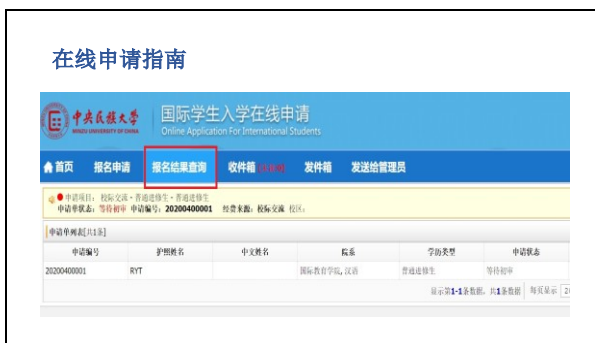 在线申请指南
中央民族大学
MINZU UNIVERSITY OF CHINA
国际学生入学在线申请
Online Application For International Students
首页 报名申请 报名结果查询 收件箱 发件箱 发送给管理员
申请项目: 校际交流 - 普通进修生 - 普通进修生
申请单状态: 等待初审 申请编号: 20200400001 经费来源: 校际交流 校区:
申请单列表[共1条]
申请编号 护照姓名 中文姓名 院系 学历类型 申请状态
20200400001 RYT 国际教育学院, 汉语 普通进修生 等待初审
显示第1-1条数据, 共1条数据 每页显示